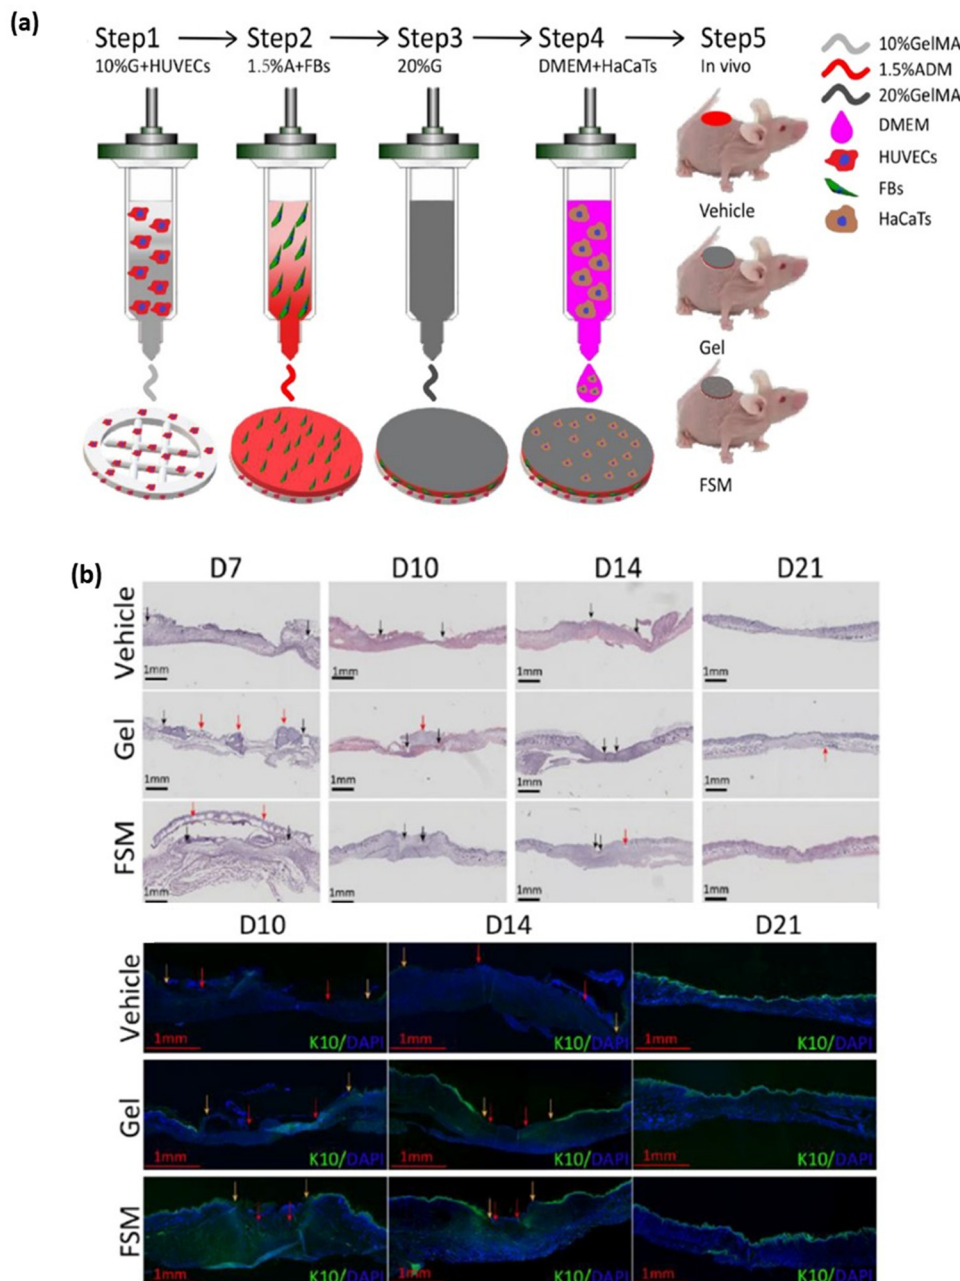 (a)
Step1 Step2 Step3 Step4 Step5
10%G+HUVECs 1.5%A+FBs 20%G DMEM+HaCaTs In vivo
10%GelMA
1.5%ADM
20%GelMA
DMEM
HUVECs
FBs
HaCaTs
Vehicle
Gel
FSM
(b)
D7 D10 D14 D21
Vehicle
1mm 1mm 1mm 1mm
Gel
1mm 1mm 1mm 1mm
FSM
1mm 1mm 1mm 1mm
D10 D14 D21
Vehicle
1mm K10/DAPI 1mm K10/DAPI 1mm K10/DAPI
Gel
1mm K10/DAPI 1mm K10/DAPI 1mm K10/DAPI
FSM
1mm K10/DAPI 1mm K10/DAPI 1mm K10/DAPI